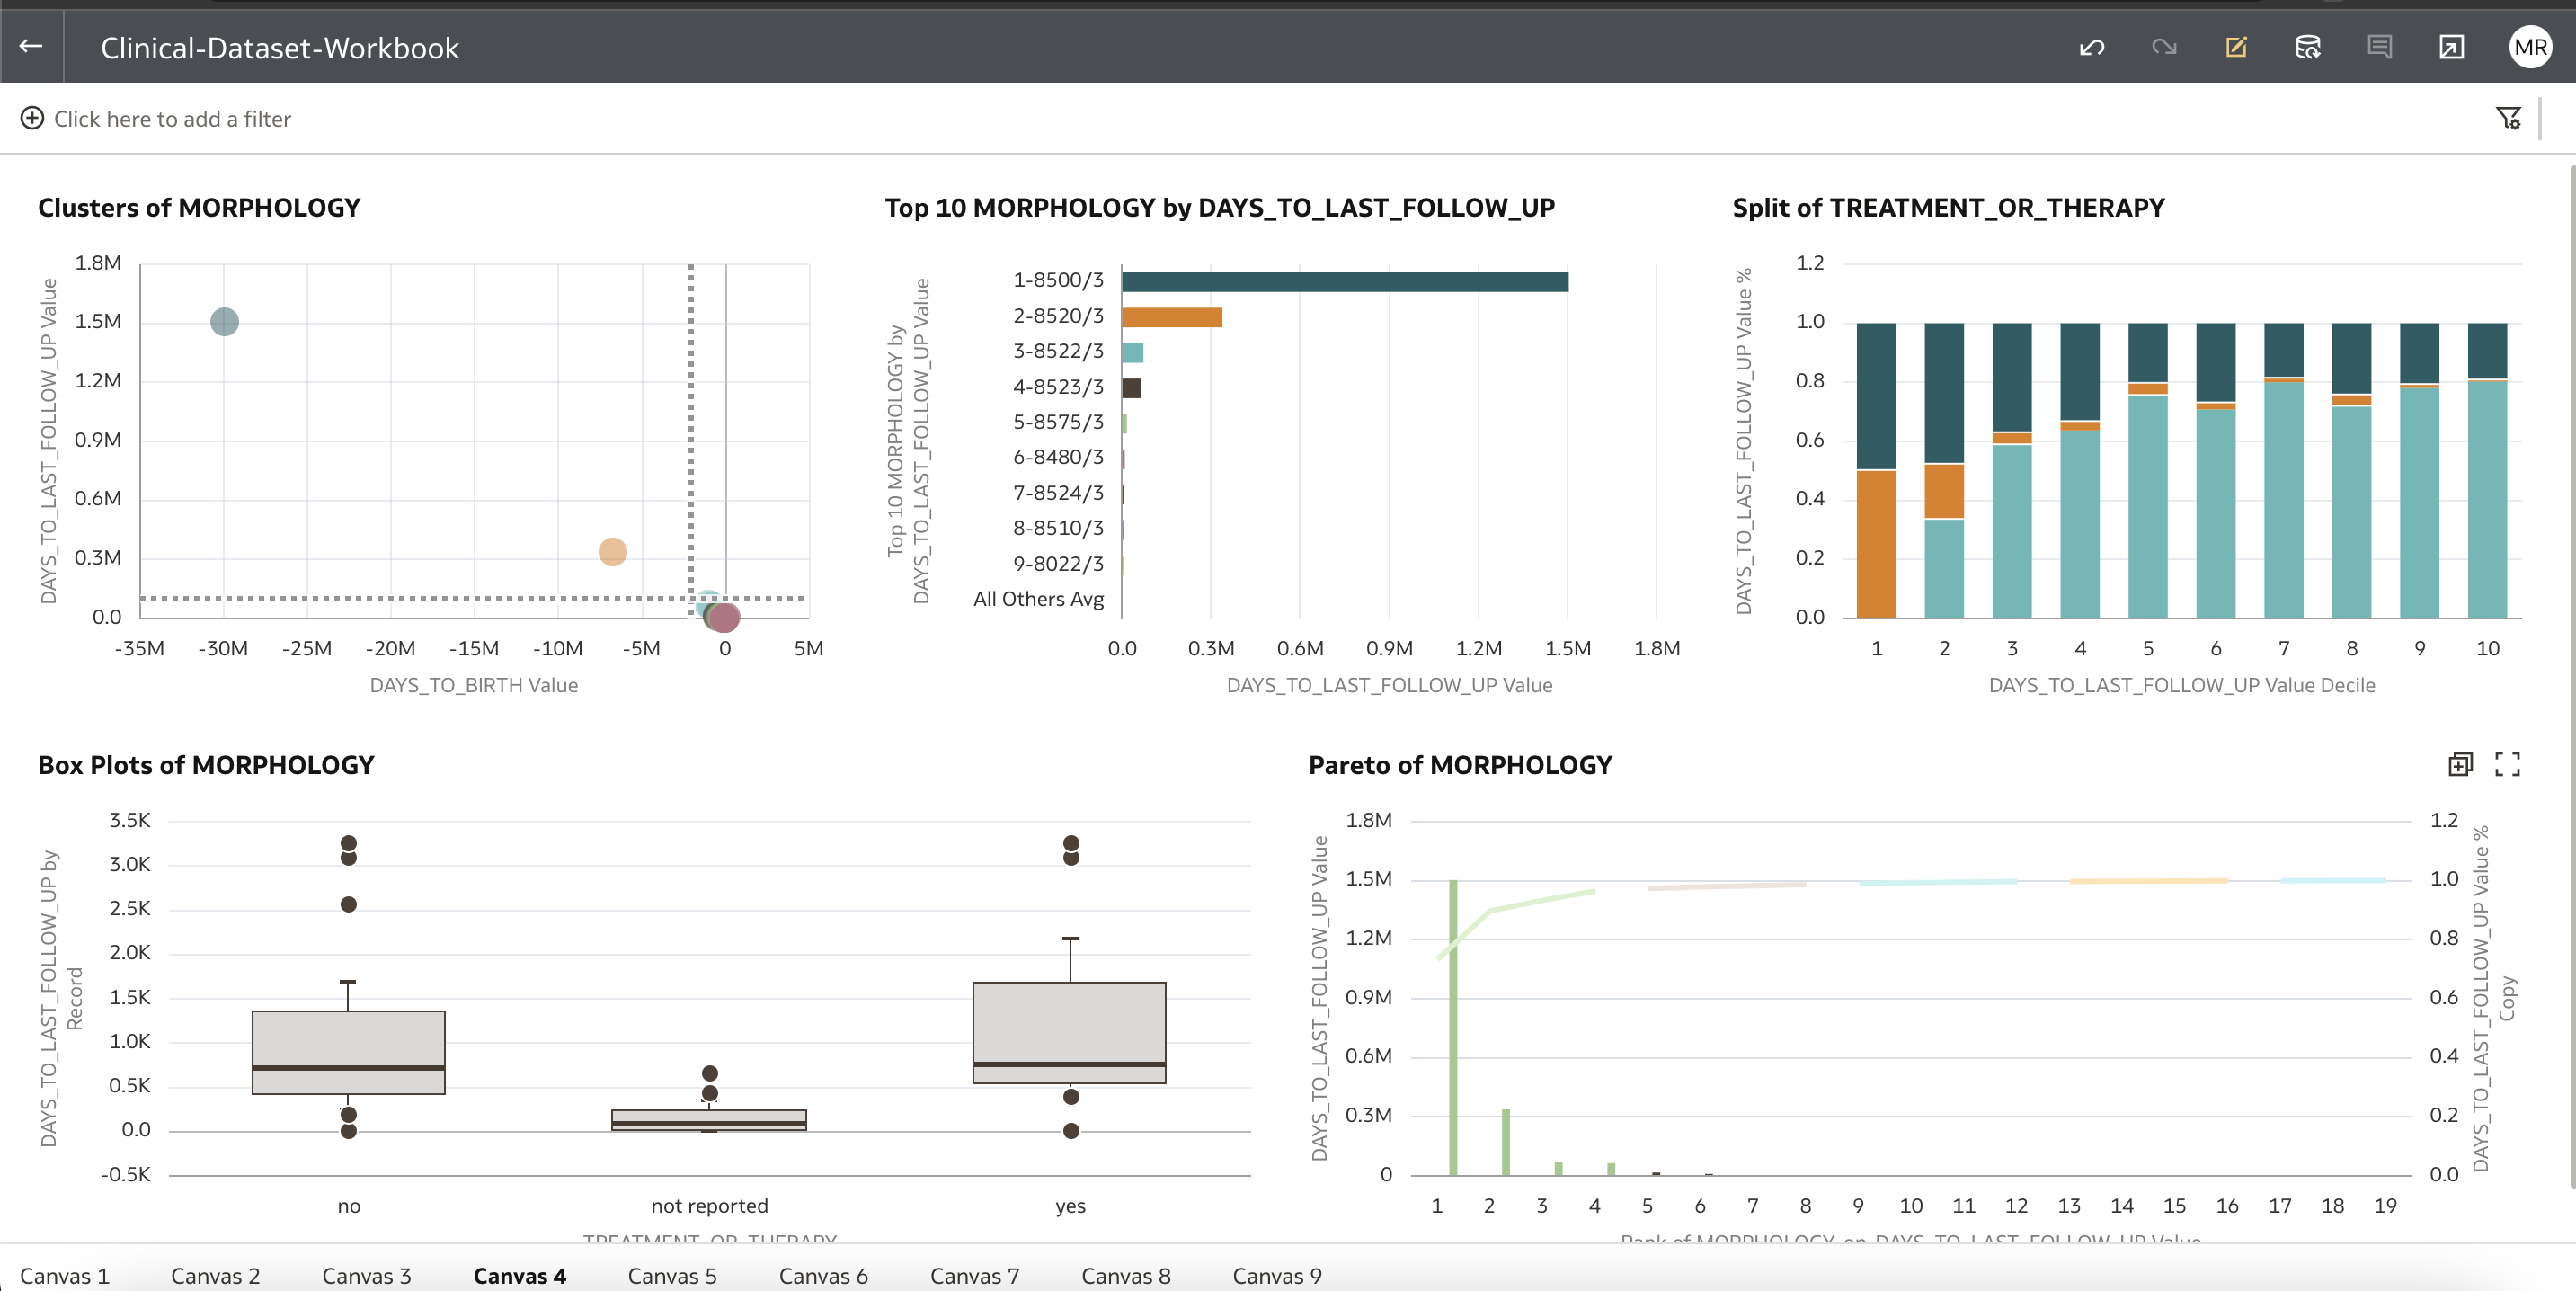 Clinical-Dataset-Workbook
MR
Click here to add a filter
Clusters of MORPHOLOGY
DAYS_TO_LAST_FOLLOW_UP Value
1.8M
1.5M
1.2M
0.9M
0.6M
0.3M
0.0
-35M -30M -25M -20M -15M -10M -5M 0 5M
DAYS_TO_BIRTH Value
Top 10 MORPHOLOGY by DAYS_TO_LAST_FOLLOW_UP
Top 10 MORPHOLOGY by
DAYS_TO_LAST_FOLLOW_UP Value
1-8500/3
2-8520/3
3-8522/3
4-8523/3
5-8575/3
6-8480/3
7-8524/3
8-8510/3
9-8022/3
All Others Avg
0.0 0.3M 0.6M 0.9M 1.2M 1.5M 1.8M
DAYS_TO_LAST_FOLLOW_UP Value
Split of TREATMENT_OR_THERAPY
DAYS_TO_LAST_FOLLOW_UP Value %
1.2
1.0
0.8
0.6
0.4
0.2
0.0
1 2 3 4 5 6 7 8 9 10
DAYS_TO_LAST_FOLLOW_UP Value Decile
Box Plots of MORPHOLOGY
DAYS_TO_LAST_FOLLOW_UP by
Record
3.5K
3.0K
2.5K
2.0K
1.5K
1.0K
0.5K
0.0
-0.5K
no not reported yes
TREATMENT_OR_THERAPY
Pareto of MORPHOLOGY
DAYS_TO_LAST_FOLLOW_UP Value
1.8M
1.5M
1.2M
0.9M
0.6M
0.3M
0
1.2
1.0
0.8
0.6
0.4
0.2
0.0
DAYS_TO_LAST_FOLLOW_UP Value %
Copy
1 2 3 4 5 6 7 8 9 10 11 12 13 14 15 16 17 18 19
Rank of MORPHOLOGY on DAYS_TO_LAST_FOLLOW_UP Value
Canvas 1 Canvas 2 Canvas 3 Canvas 4 Canvas 5 Canvas 6 Canvas 7 Canvas 8 Canvas 9